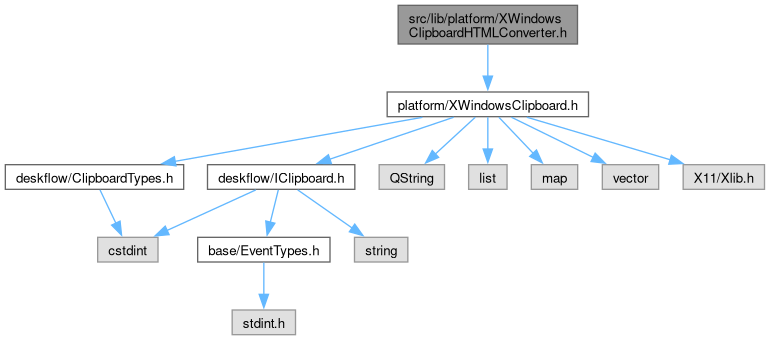 src/lib/platform/XWindows
ClipboardHTMLConverter.h
platform/XWindowsClipboard.h
deskflow/ClipboardTypes.h
deskflow/IClipboard.h
QString
list
map
vector
X11/Xlib.h
cstdint
base/EventTypes.h
string
stdint.h